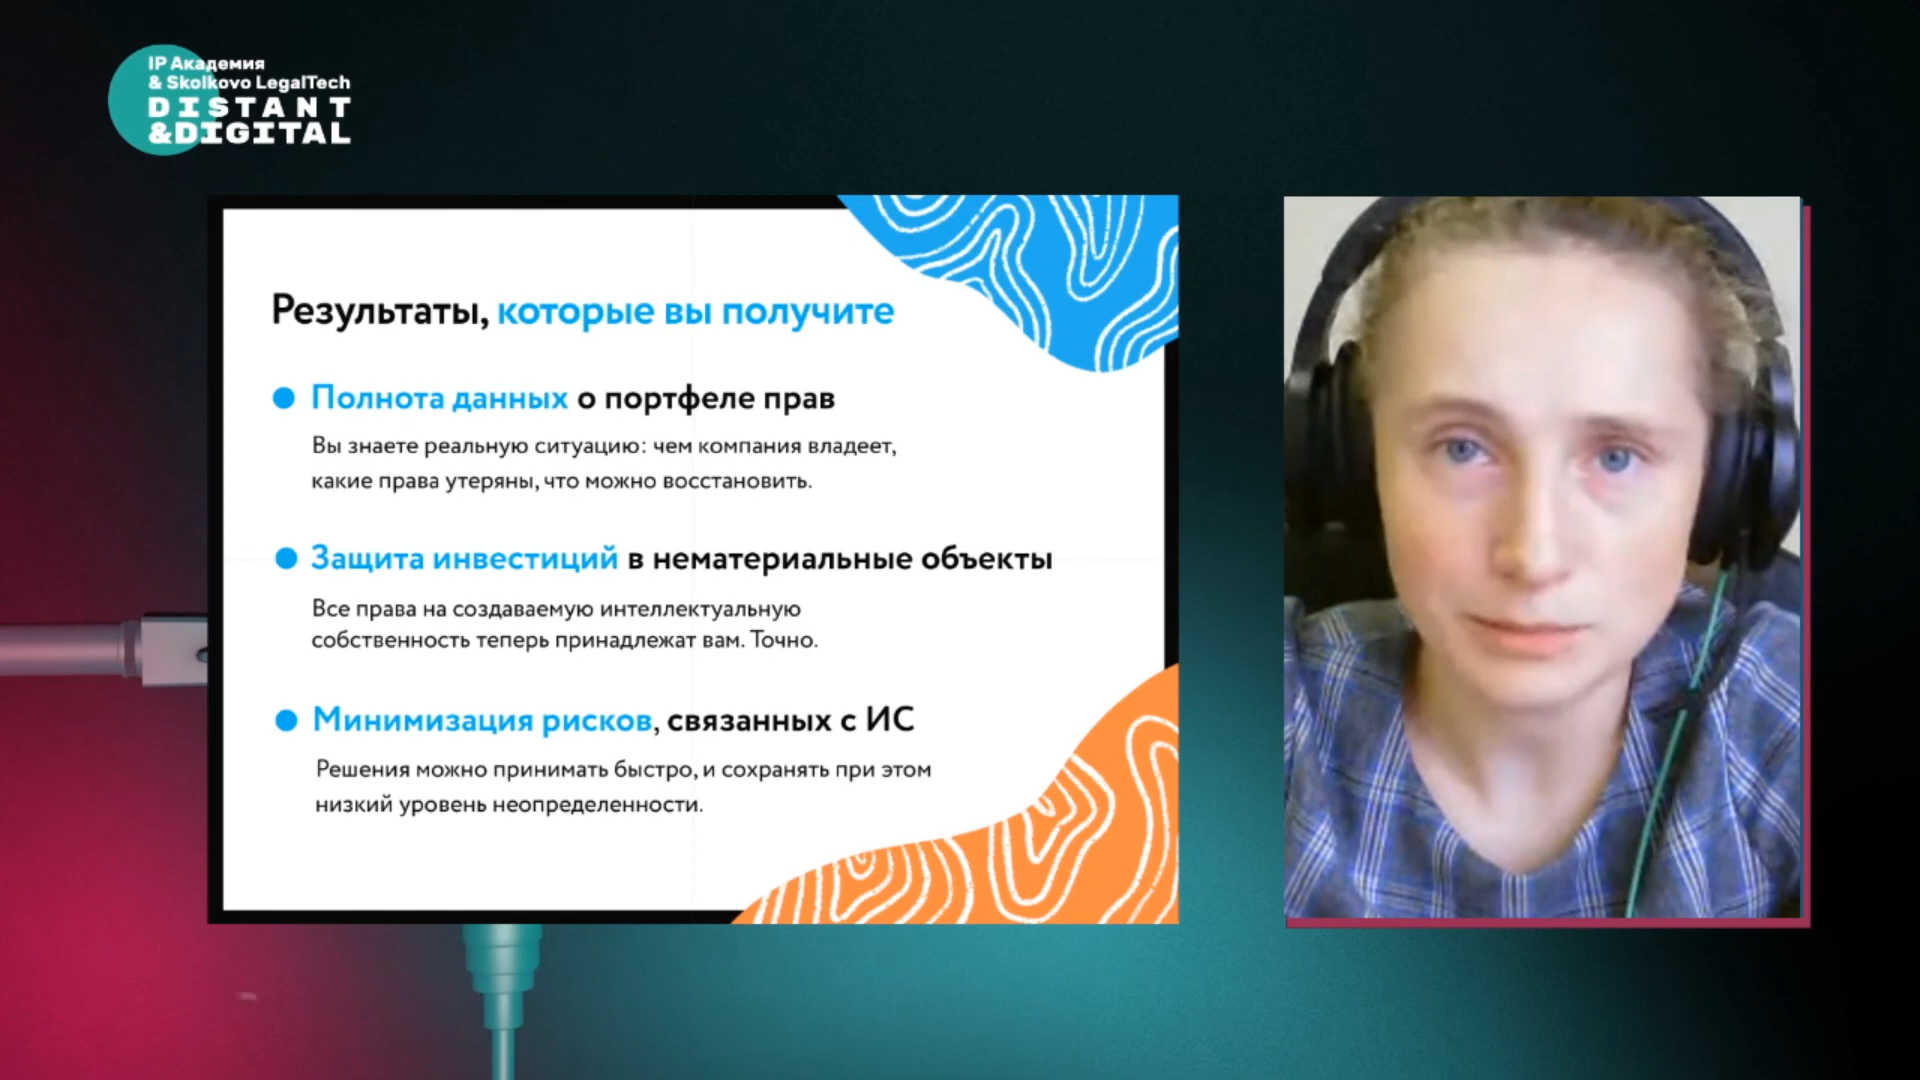 IP Академия
& Skolkovo LegalTech
DISTANT
&DIGITAL
Результаты, которые вы получите
Полнота данных о портфеле прав
Вы знаете реальную ситуацию: чем компания владеет,
какие права утеряны, что можно восстановить.
Защита инвестиций в нематериальные объекты
Все права на создаваемую интеллектуальную
собственность теперь принадлежат вам. Точно.
Минимизация рисков, связанных с ИС
Решения можно принимать быстро, и сохранять при этом
низкий уровень неопределенности.